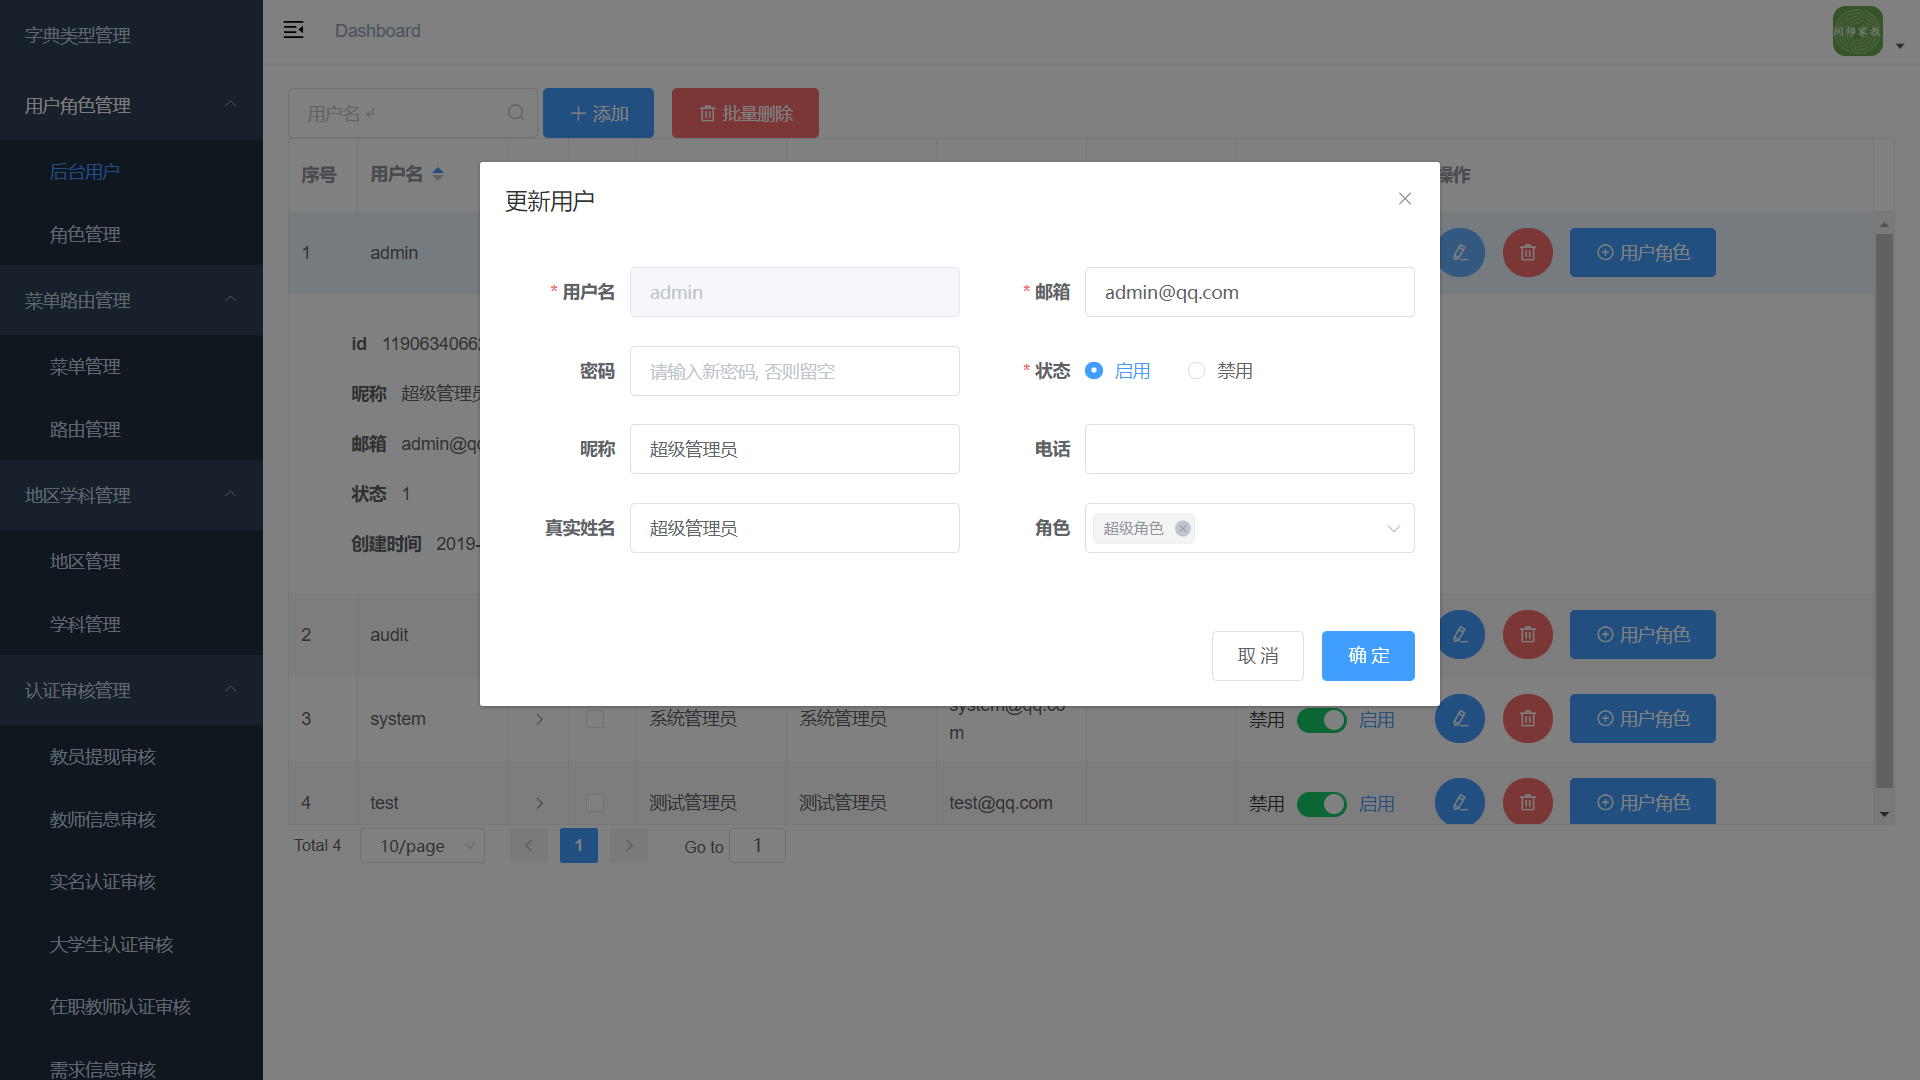 字典类型管理
用户角色管理
后台用户
角色管理
菜单路由管理
菜单管理
路由管理
地区学科管理
地区管理
学科管理
认证审核管理
教员提现审核
教师信息审核
实名认证审核
大学生认证审核
在职教师认证审核
需求信息审核
Dashboard
用户名
添加
批量删除
序号 用户名 操作
1 admin 用户角色
id 119063406
昵称 超级管理员
邮箱 admin@q
状态 1
创建时间 2019-
更新用户
* 用户名 admin * 邮箱 admin@qq.com
密码 请输入新密码, 否则留空 * 状态 启用 禁用
昵称 超级管理员 电话
真实姓名 超级管理员 角色 超级角色
取 消 确 定
2 audit 用户角色
3 system 系统管理员 系统管理员 system@qq.co
m 禁用 启用 用户角色
4 test 测试管理员 测试管理员 test@qq.com 禁用 启用 用户角色
Total 4 10/page 1 Go to 1